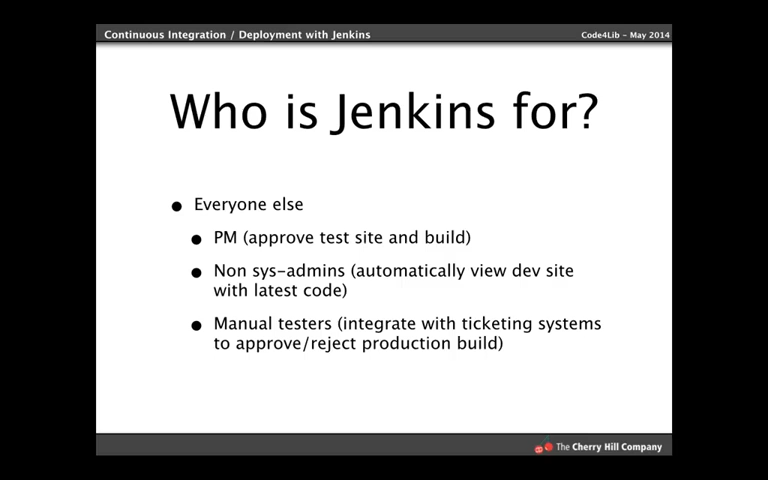 Continuous Integration / Deployment with Jenkins
Code4Lib - May 2014
Who is Jenkins for?
• Everyone else
• PM (approve test site and build)
• Non sys-admins (automatically view dev site
with latest code)
• Manual testers (integrate with ticketing systems
to approve/reject production build)
The Cherry Hill Company